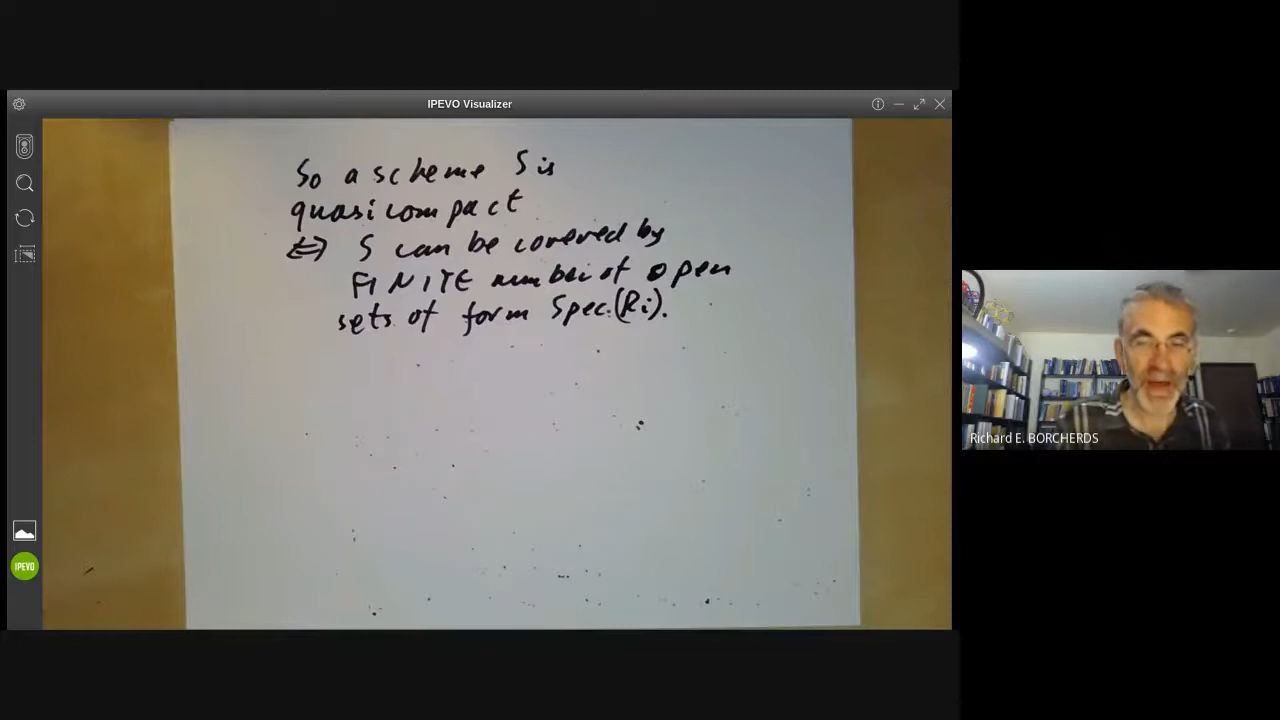 IPEVO Visualizer
So a scheme S is
quasicompact
⇔ S can be covered by
FINITE number of open
sets of form Spec(Ri).
Richard E. BORCHERDS
IPEVO